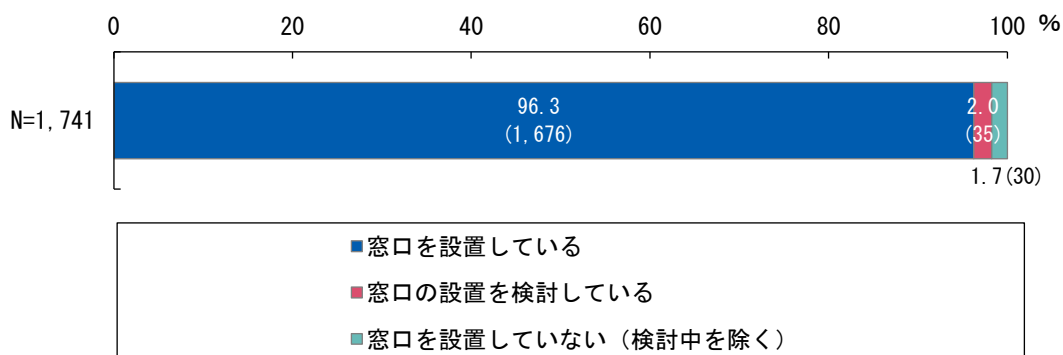 0 20 40 60 80 100 %
N=1,741
96.3
(1,676)
2.0
(35)
1.7(30)
窓口を設置している
窓口の設置を検討している
窓口を設置していない（検討中を除く）